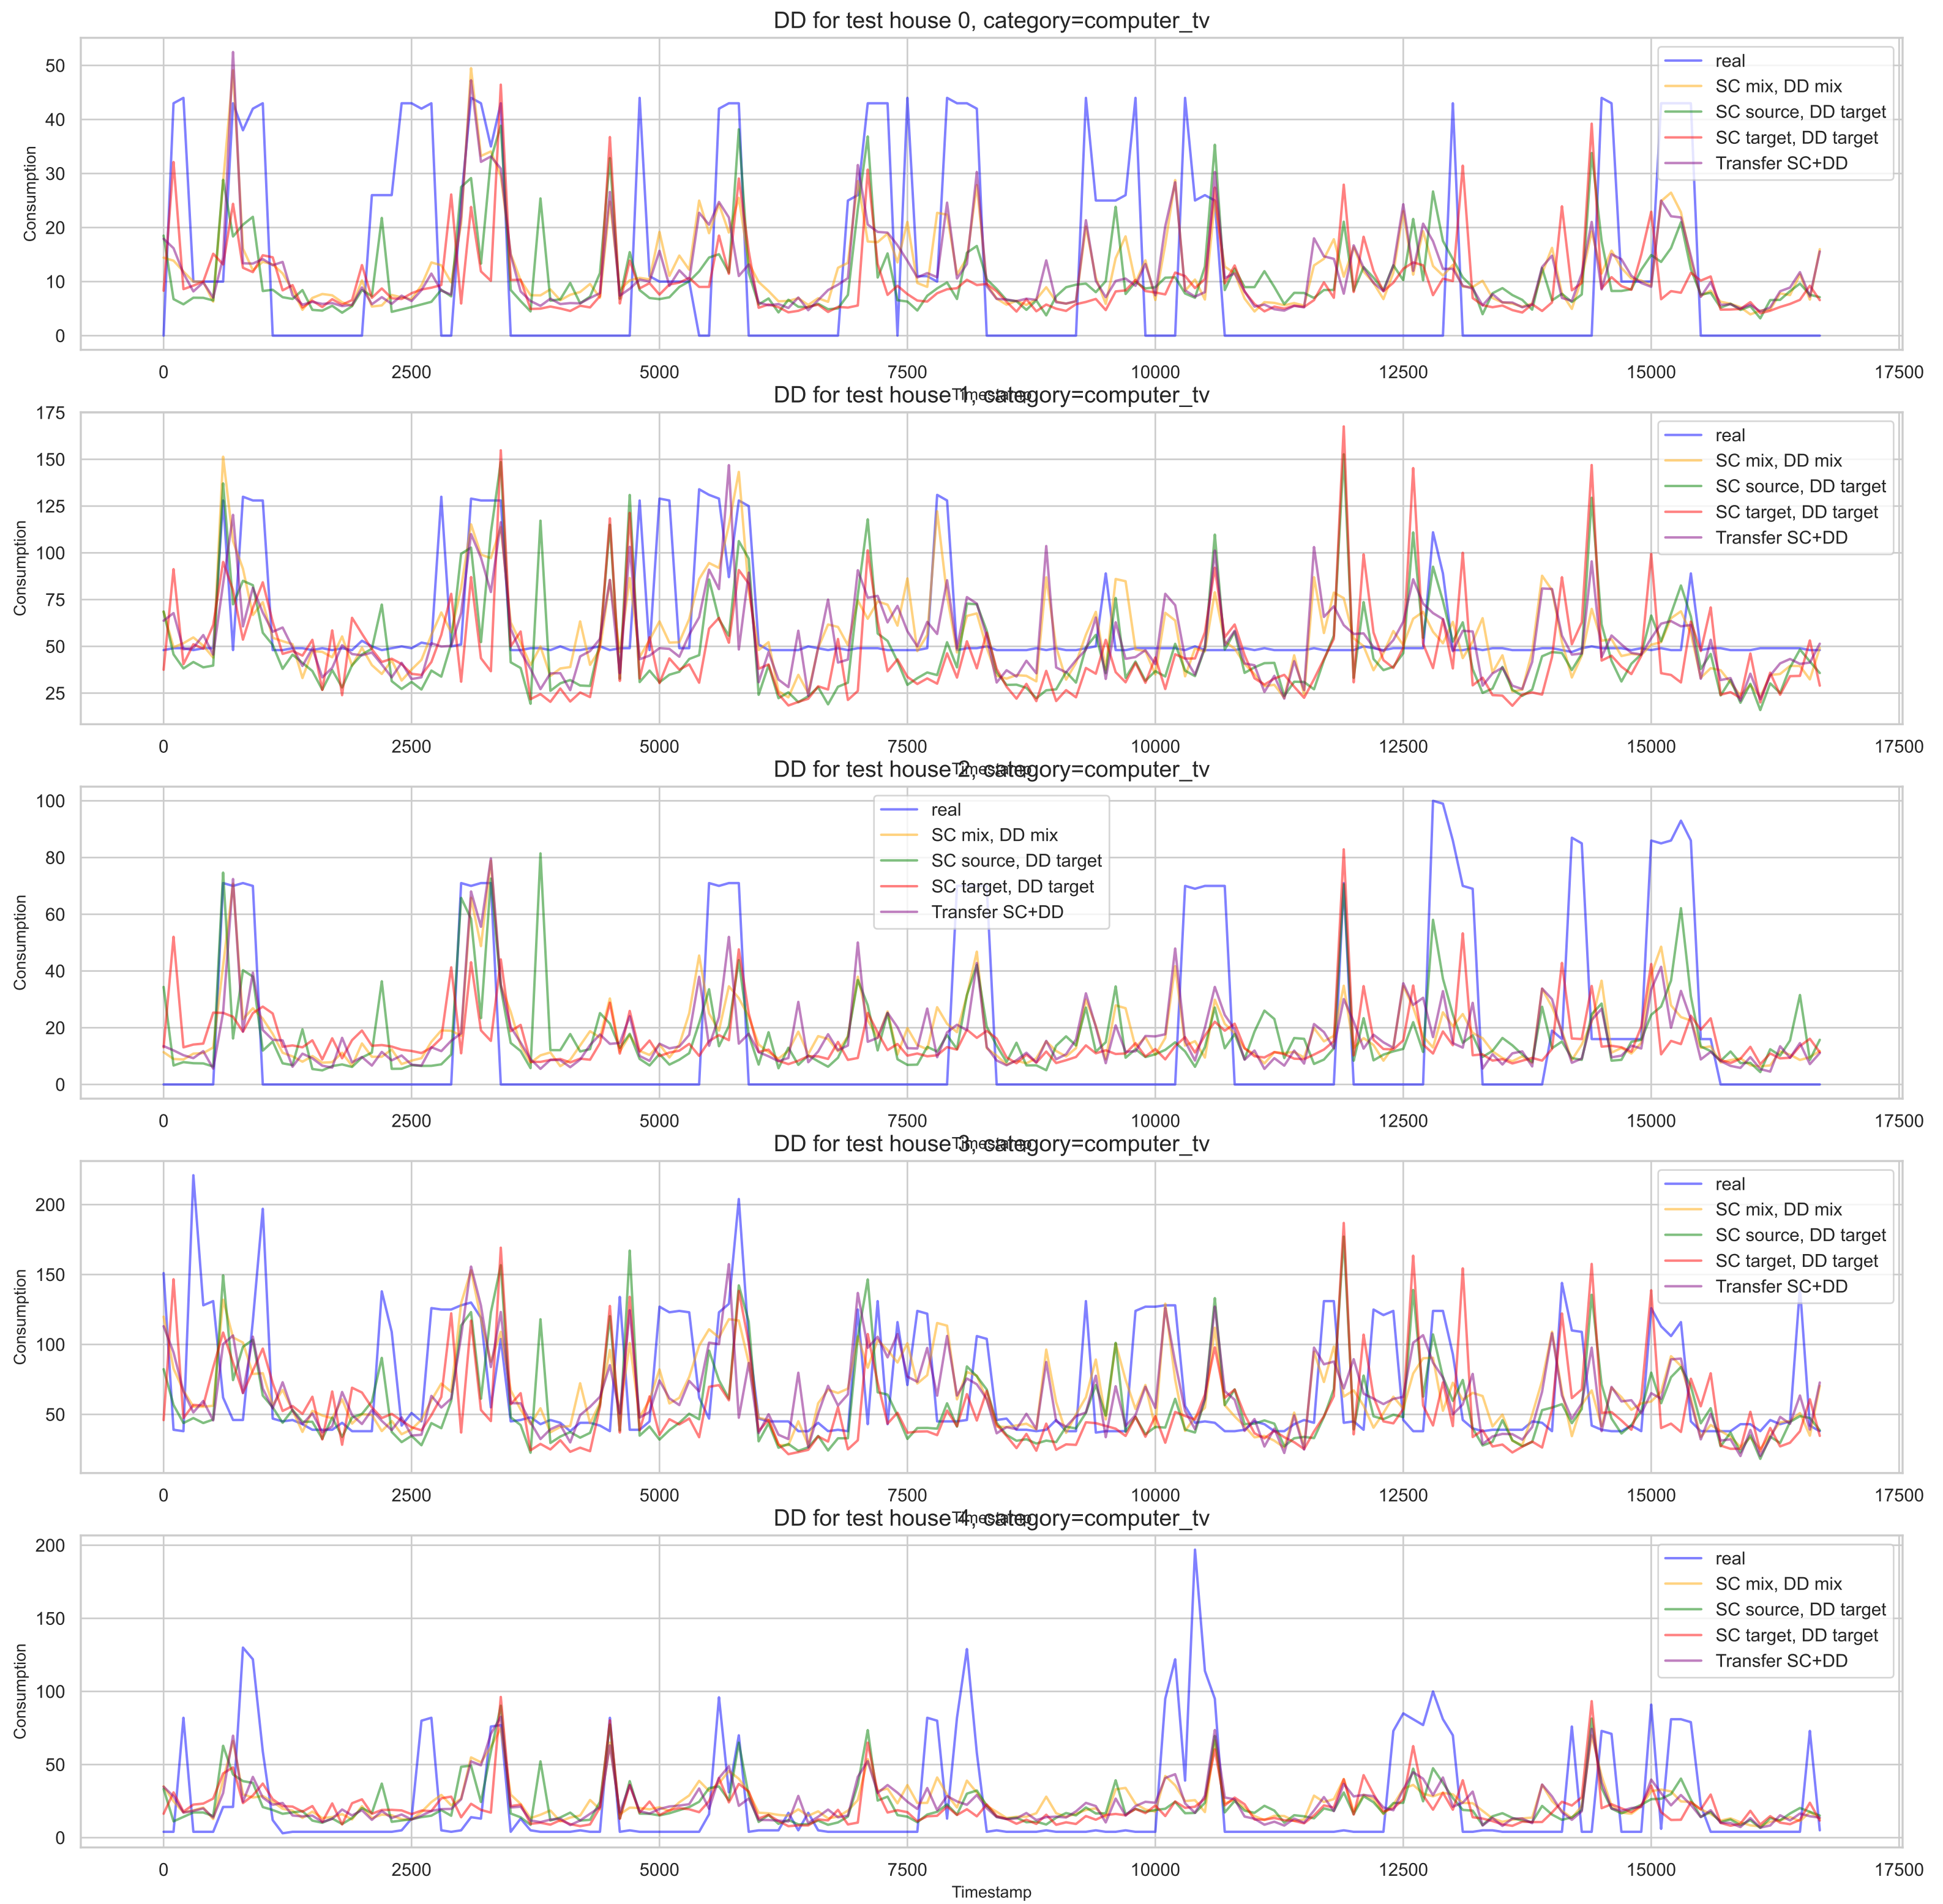 DD for test house 0, category=computer_tv
Consumption
50
40
30
20
10
0
real
SC mix, DD mix
SC source, DD target
SC target, DD target
Transfer SC+DD
0 2500 5000 7500 10000 12500 15000 17500
Timestamp
DD for test house 1, category=computer_tv
Consumption
175
150
125
100
75
50
25
real
SC mix, DD mix
SC source, DD target
SC target, DD target
Transfer SC+DD
0 2500 5000 7500 10000 12500 15000 17500
Timestamp
DD for test house 2, category=computer_tv
Consumption
100
80
60
40
20
0
real
SC mix, DD mix
SC source, DD target
SC target, DD target
Transfer SC+DD
0 2500 5000 7500 10000 12500 15000 17500
Timestamp
DD for test house 3, category=computer_tv
Consumption
200
150
100
50
real
SC mix, DD mix
SC source, DD target
SC target, DD target
Transfer SC+DD
0 2500 5000 7500 10000 12500 15000 17500
Timestamp
DD for test house 4, category=computer_tv
Consumption
200
150
100
50
0
real
SC mix, DD mix
SC source, DD target
SC target, DD target
Transfer SC+DD
0 2500 5000 7500 10000 12500 15000 17500
Timestamp